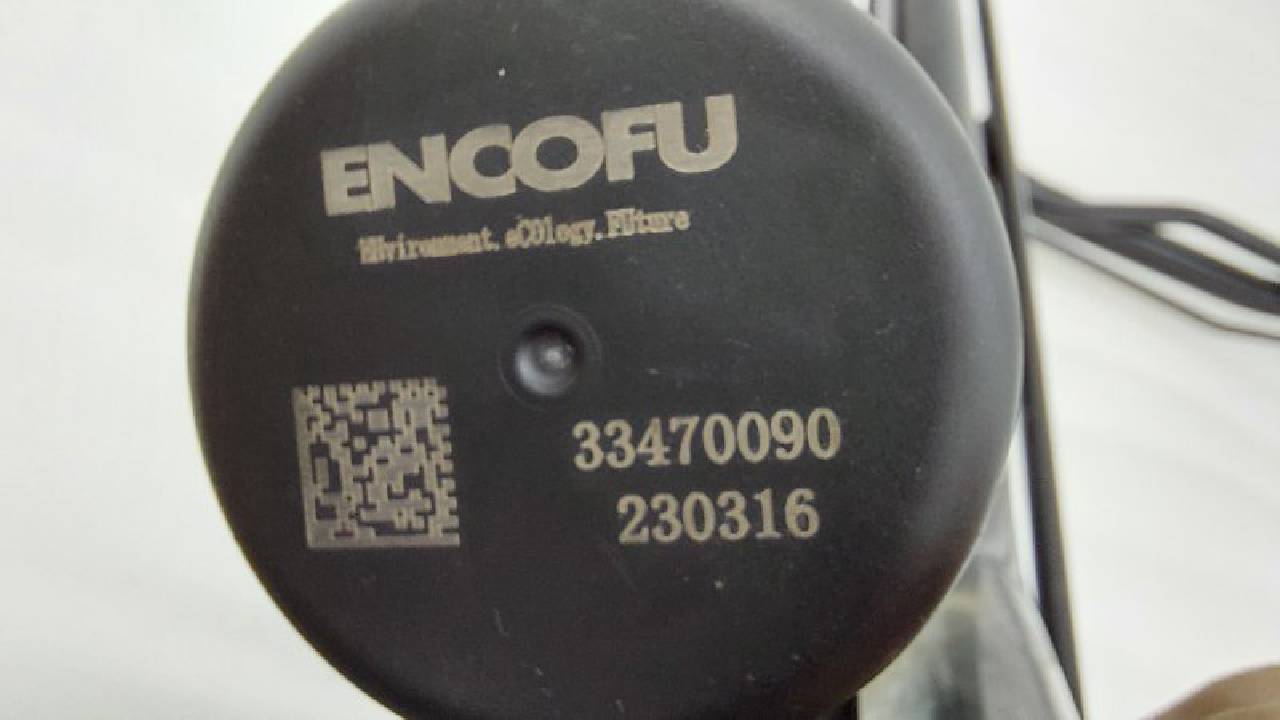 ENCOFU
ENvironment.eCOlogy.FUture
33470090
230316